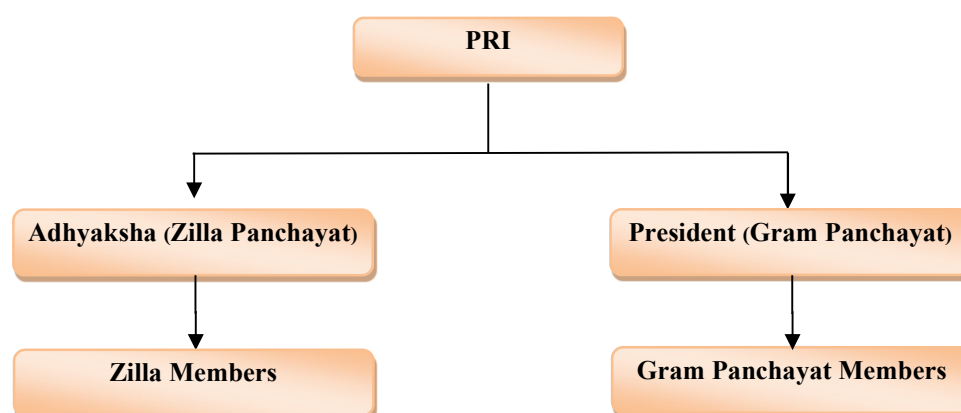 PRI
Adhyaksha (Zilla Panchayat)
President (Gram Panchayat)
Zilla Members
Gram Panchayat Members